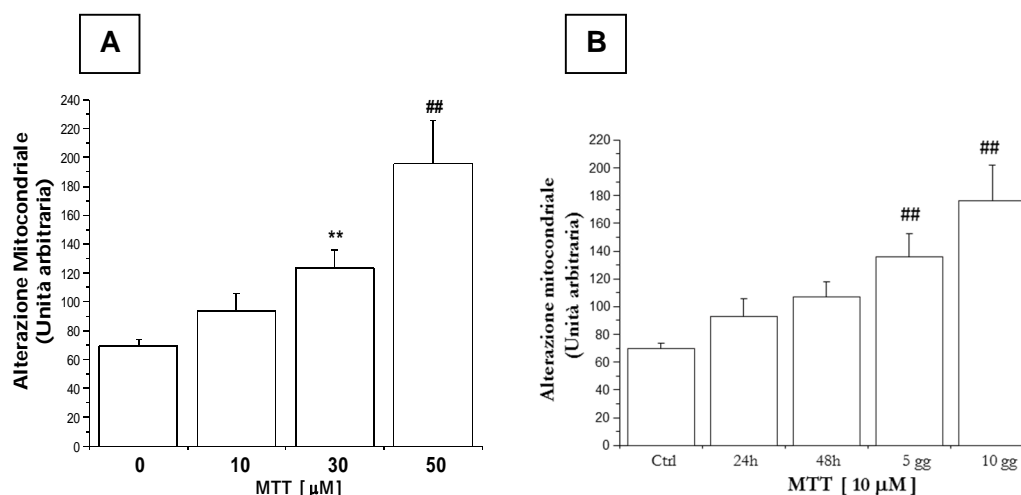 A
Alterazione Mitocondriale
(Unità arbitraria)
240
220
200
180
160
140
120
100
80
60
40
20
0
**
##
0 10 30 50
MTT [ µM]
B
Alterazione mitocondriale
(Unità arbitraria)
220
200
180
160
140
120
100
80
60
40
20
0
##
##
Ctrl 24h 48h 5 gg 10 gg
MTT [ 10 µM ]